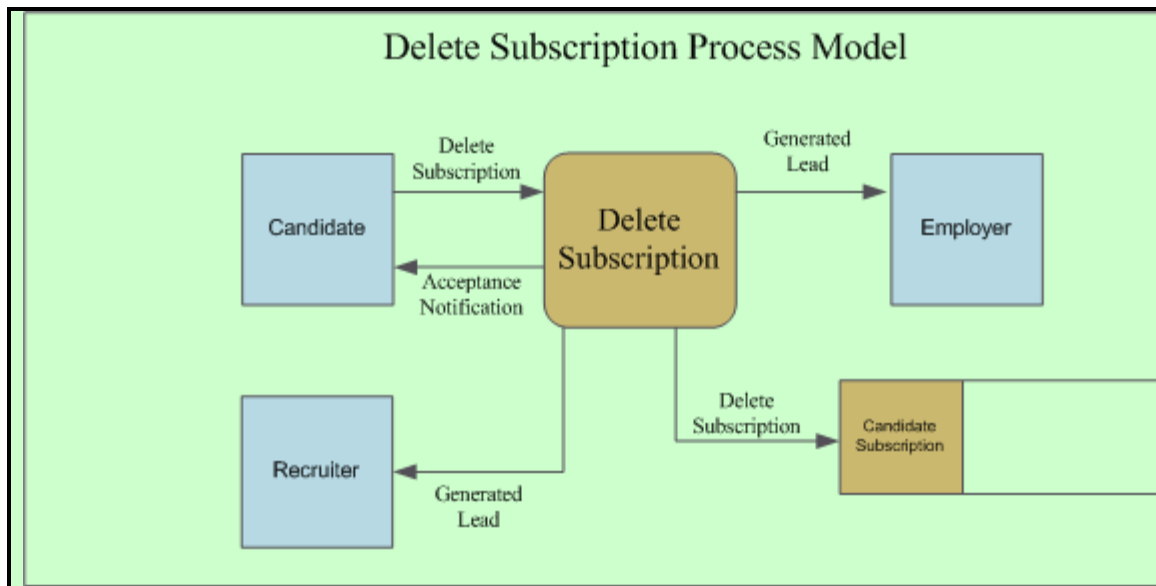 Delete Subscription Process Model
Delete
Subscription
Generated
Lead
Candidate
Delete
Subscription
Employer
Acceptance
Notification
Delete
Subscription
Candidate
Subscription
Recruiter
Generated
Lead